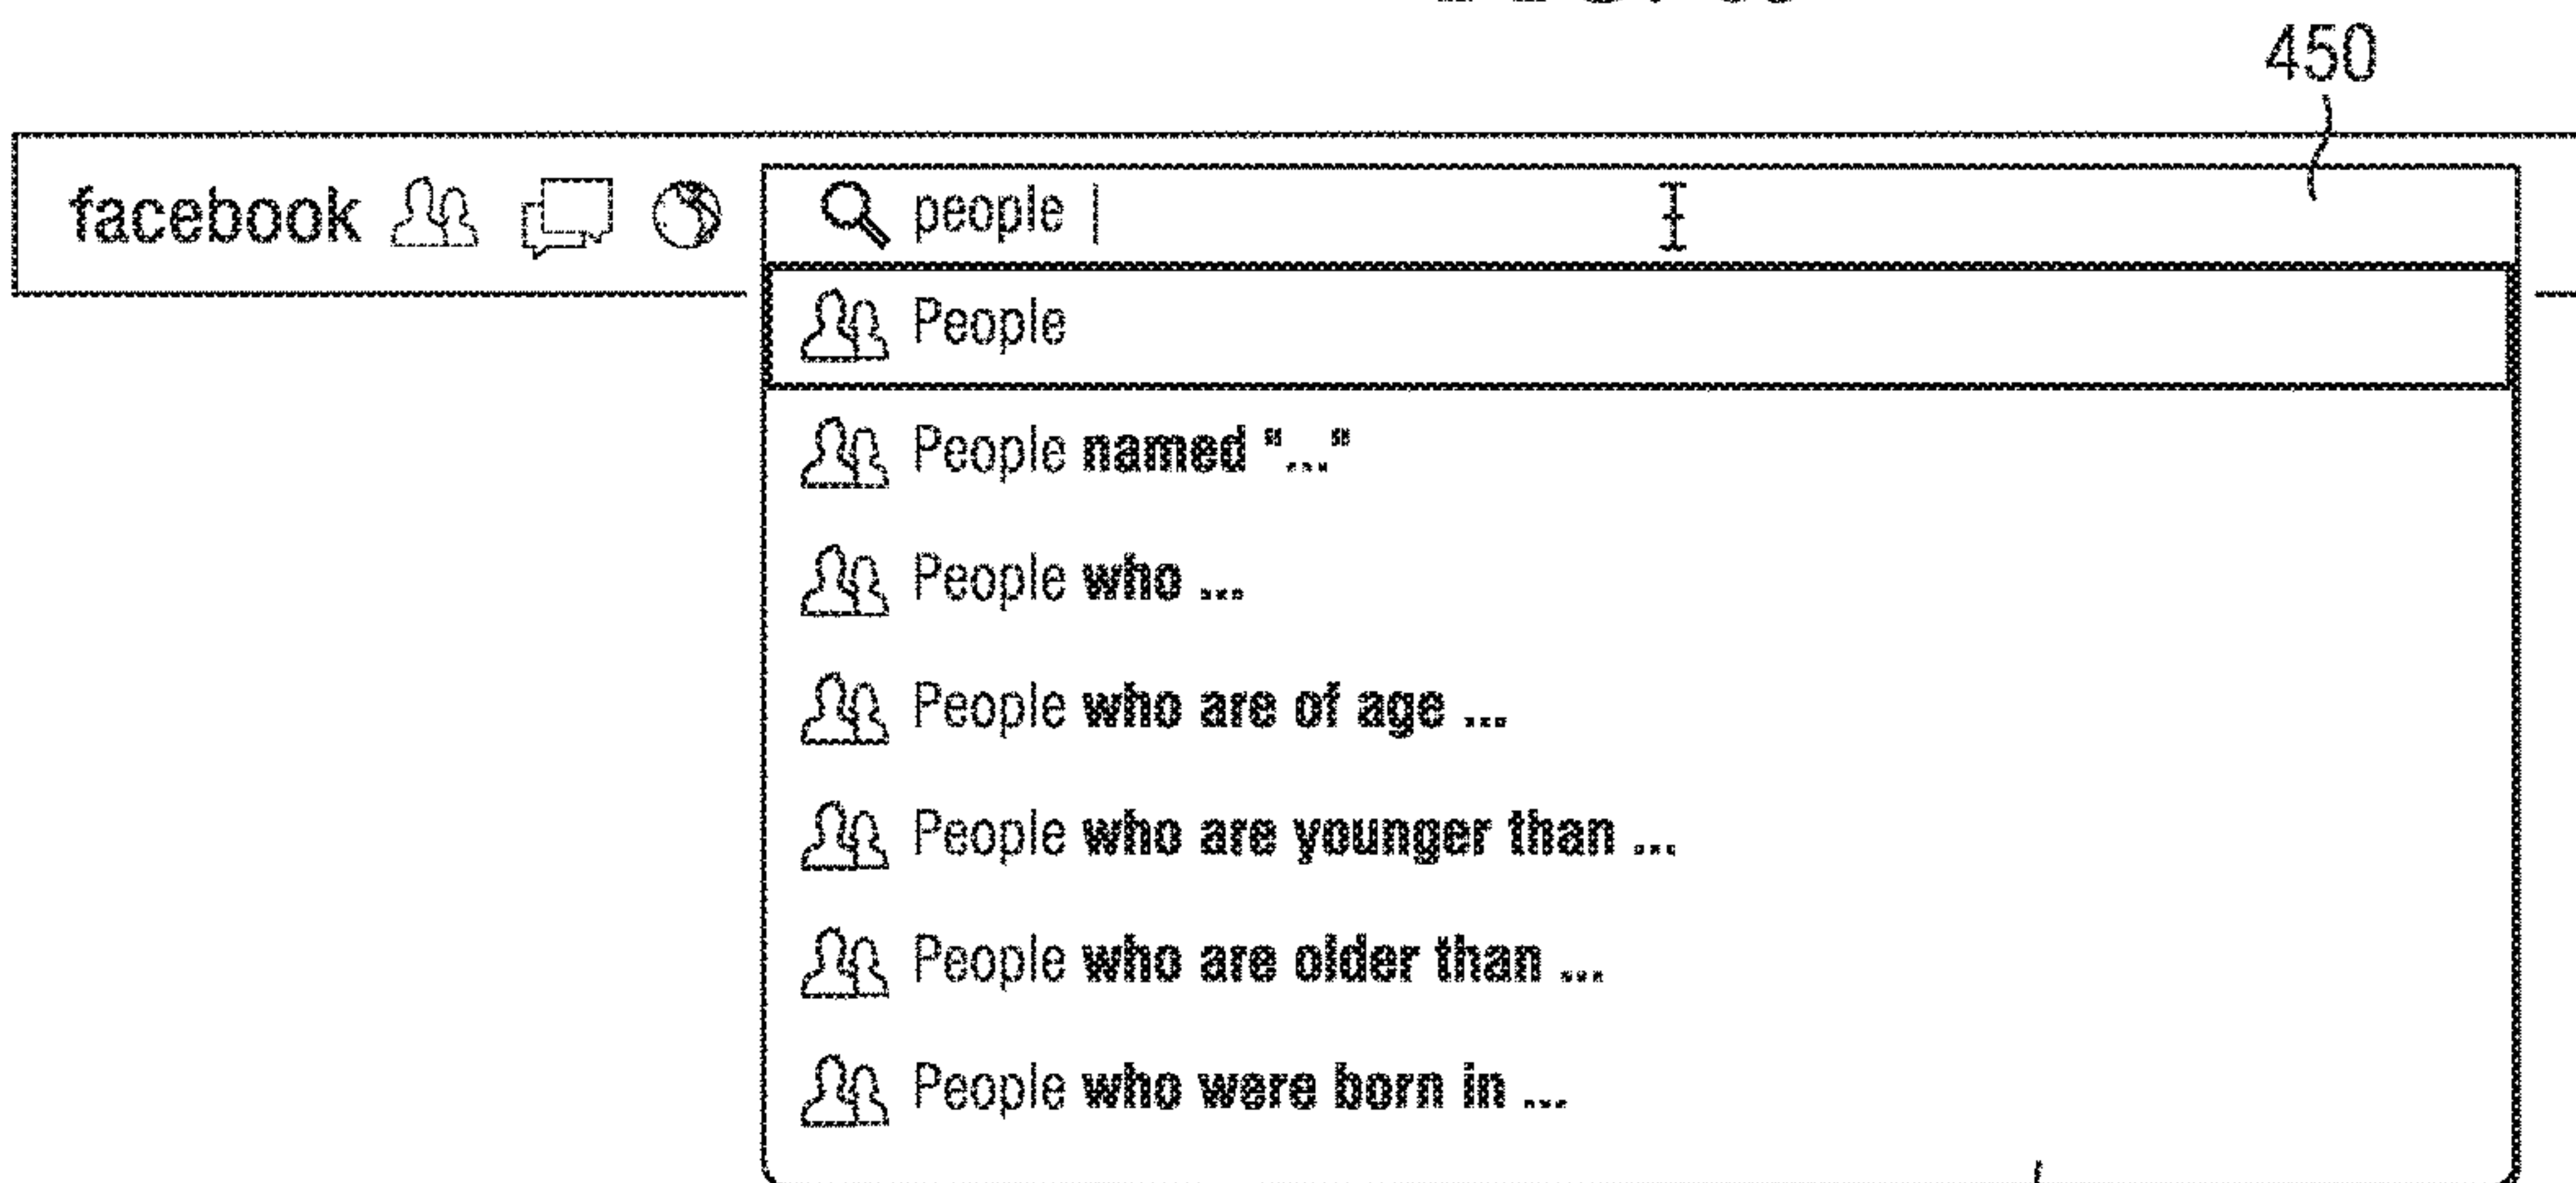 450
facebook people
People
People named "..."
People who ...
People who are of age ...
People who are younger than ...
People who are older than ...
People who were born in ...